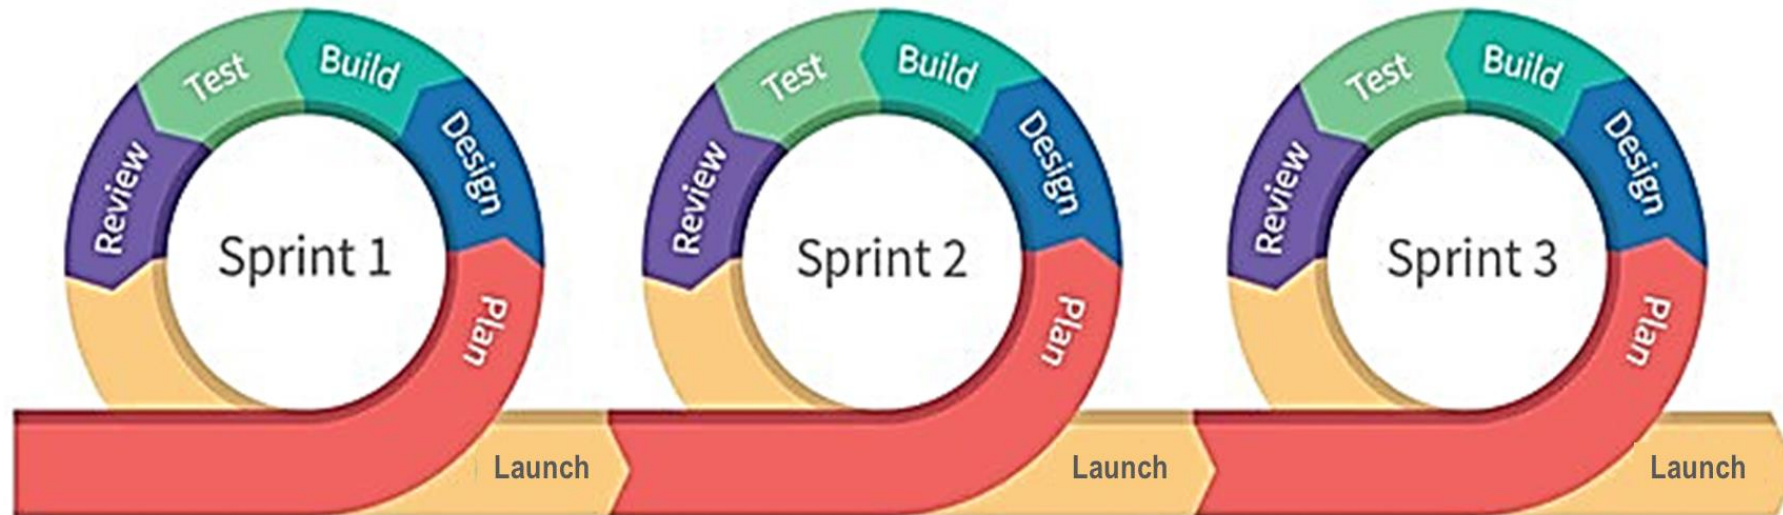 Sprint 1
Plan
Design
Build
Test
Review
Launch
Sprint 2
Plan
Design
Build
Test
Review
Launch
Sprint 3
Plan
Design
Build
Test
Review
Launch